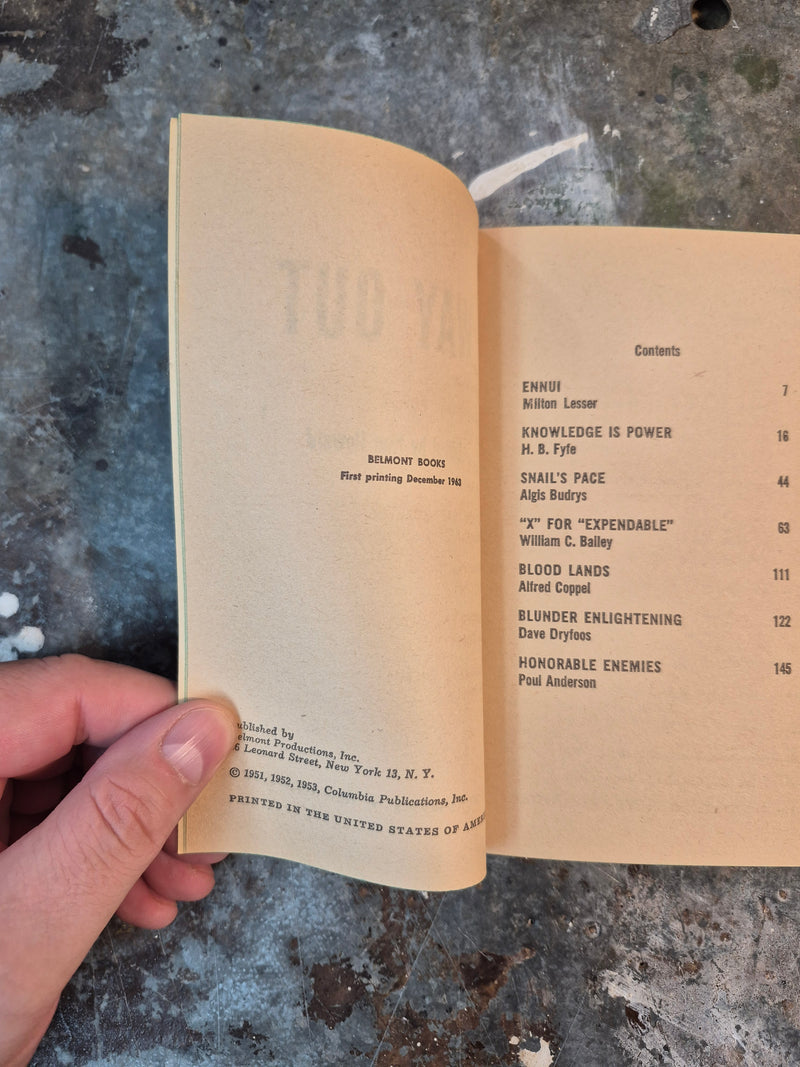 BELMONT BOOKS
First printing December 1963
ublished by
elmont Productions, Inc.
6 Leonard Street, New York 13, N. Y.
© 1951, 1952, 1953, Columbia Publications, Inc.
PRINTED IN THE UNITED STATES OF AMER
Contents
ENNUI 7
Milton Lesser
KNOWLEDGE IS POWER 16
H. B. Fyfe
SNAIL'S PACE 44
Algis Budrys
"X" FOR "EXPENDABLE" 63
William C. Bailey
BLOOD LANDS 111
Alfred Coppel
BLUNDER ENLIGHTENING 122
Dave Dryfoos
HONORABLE ENEMIES 145
Poul Anderson